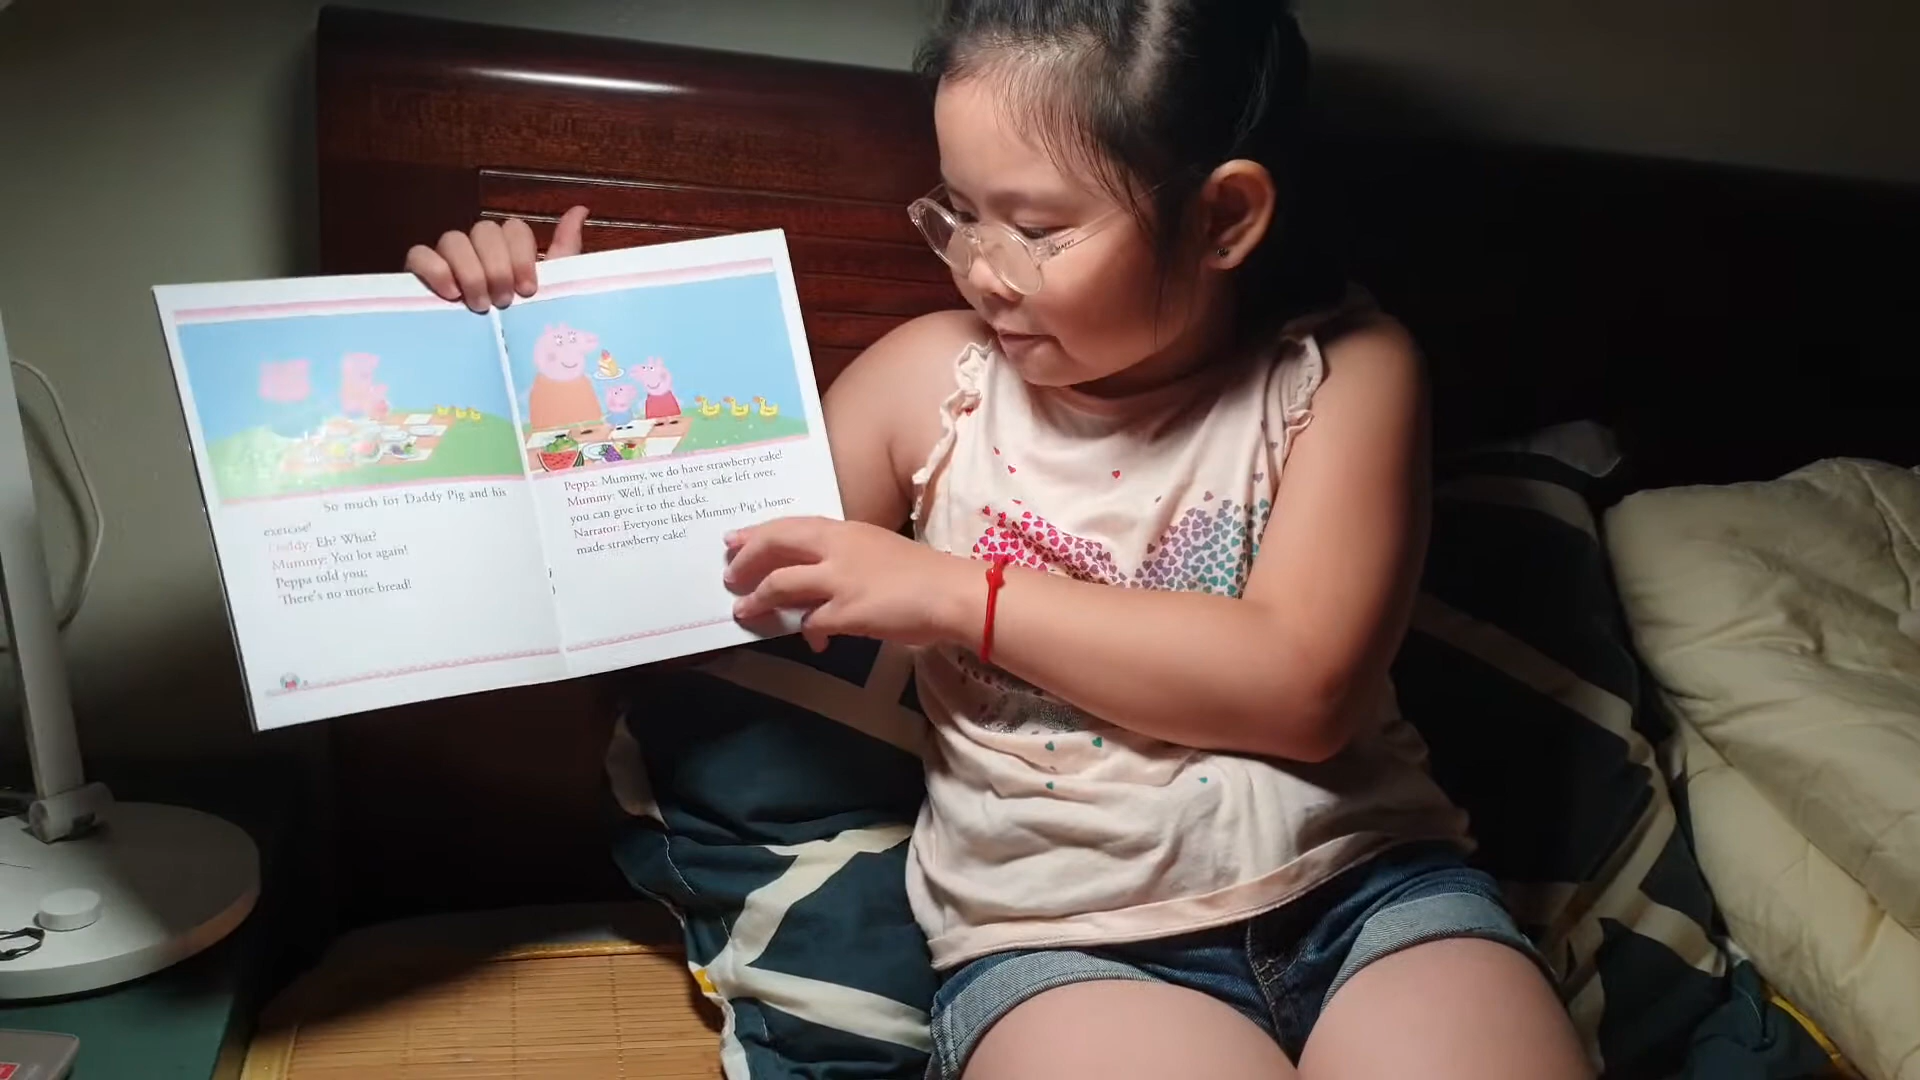 So much for Daddy Pig and his
exercise!
Daddy: Eh? What?
Mummy: You lot again!
Peppa told you;
There's no more bread!
Peppa: Mummy, we do have strawberry cake!
Mummy: Well, if there's any cake left over,
you can give it to the ducks.
Narrator: Everyone likes Mummy Pig's home-
made strawberry cake!
HAPPY